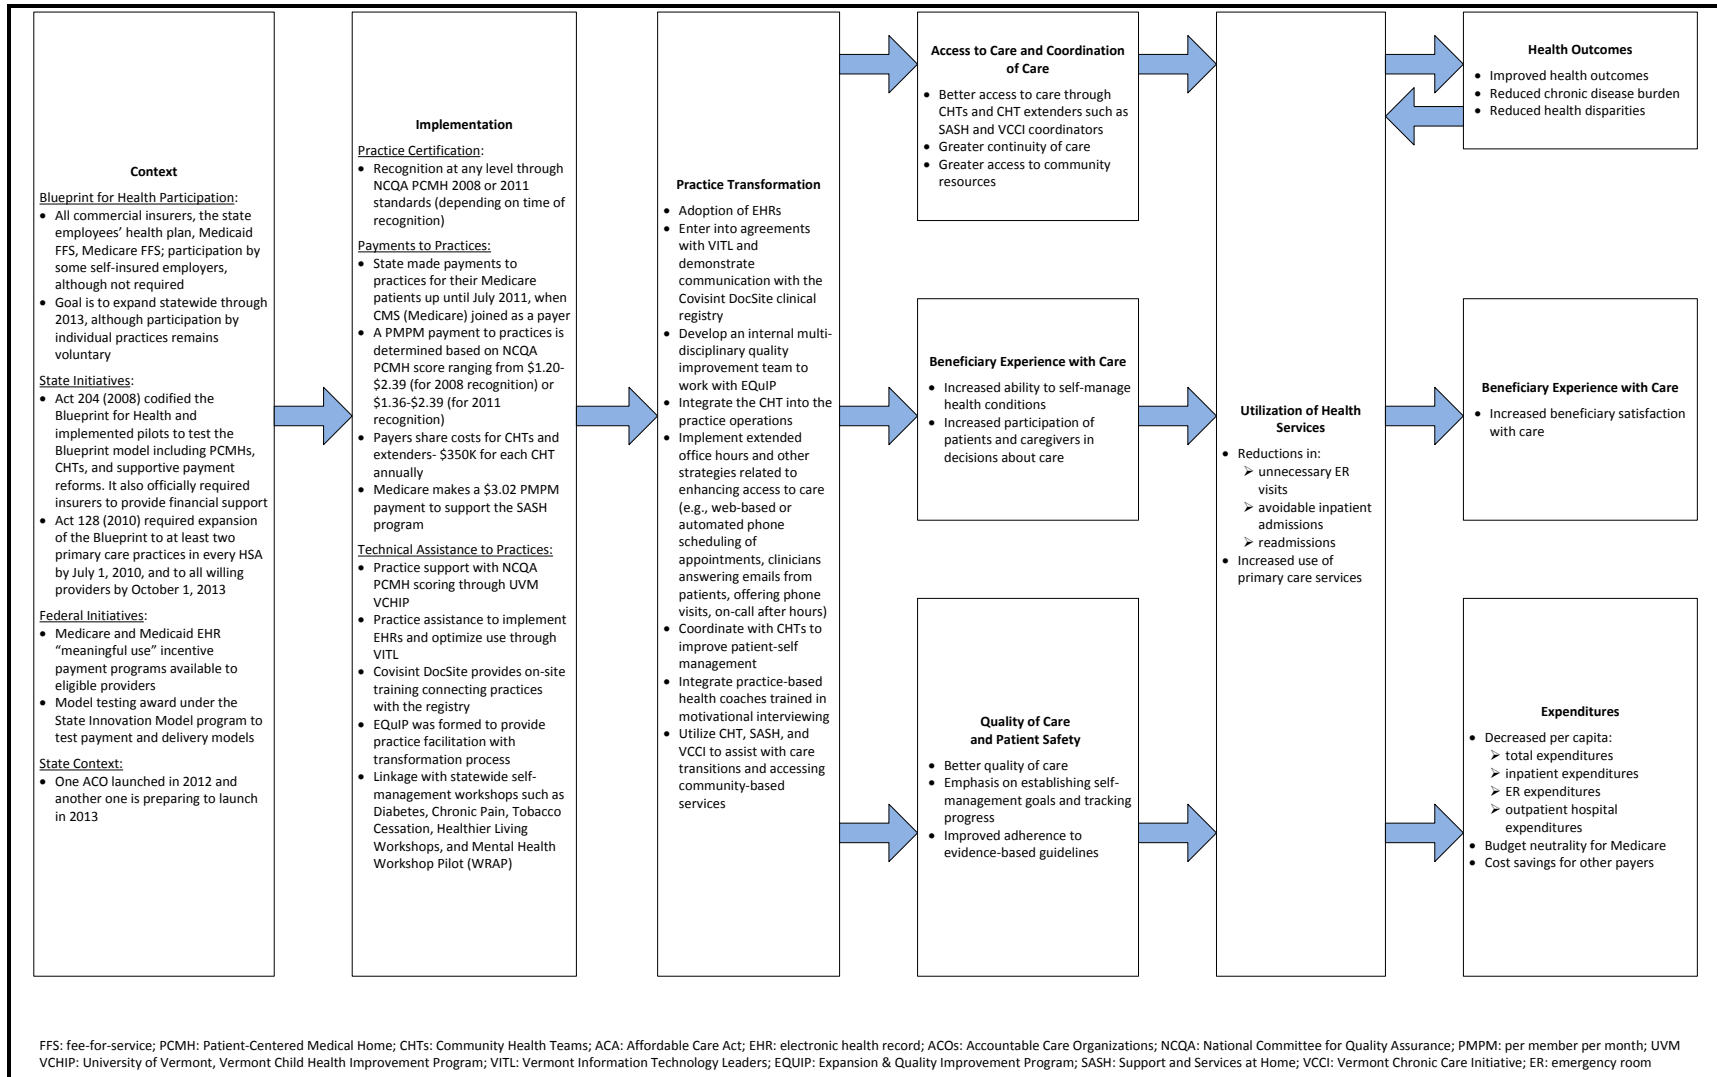 Context
Blueprint for Health Participation:
• All commercial insurers, the state
employees’ health plan, Medicaid
FFS, Medicare FFS; participation by
some self-insured employers,
although not required
• Goal is to expand statewide through
2013, although participation by
individual practices remains
voluntary
State Initiatives:
• Act 204 (2008) codified the
Blueprint for Health and
implemented pilots to test the
Blueprint model including PCMHs,
CHTs, and supportive payment
reforms. It also officially required
insurers to provide financial support
• Act 128 (2010) required expansion
of the Blueprint to at least two
primary care practices in every HSA
by July 1, 2010, and to all willing
providers by October 1, 2013
Federal Initiatives:
• Medicare and Medicaid EHR
“meaningful use” incentive
payment programs available to
eligible providers
• Model testing award under the
State Innovation Model program to
test payment and delivery models
State Context:
• One ACO launched in 2012 and
another one is preparing to launch
in 2013
Implementation
Practice Certification:
• Recognition at any level through
NCQA PCMH 2008 or 2011
standards (depending on time of
recognition)
Payments to Practices:
• State made payments to
practices for their Medicare
patients up until July 2011, when
CMS (Medicare) joined as a payer
• A PMPM payment to practices is
determined based on NCQA
PCMH score ranging from $1.20-
$2.39 (for 2008 recognition) or
$1.36-$2.39 (for 2011
recognition)
• Payers share costs for CHTs and
extenders- $350K for each CHT
annually
• Medicare makes a $3.02 PMPM
payment to support the SASH
program
Technical Assistance to Practices:
• Practice support with NCQA
PCMH scoring through UVM
VCHIP
• Practice assistance to implement
EHRs and optimize use through
VITL
• Covisint DocSite provides on-site
training connecting practices
with the registry
• EQuIP was formed to provide
practice facilitation with
transformation process
• Linkage with statewide self-
management workshops such as
Diabetes, Chronic Pain, Tobacco
Cessation, Healthier Living
Workshops, and Mental Health
Workshop Pilot (WRAP)
Practice Transformation
• Adoption of EHRs
• Enter into agreements
with VITL and
demonstrate
communication with the
Covisint DocSite clinical
registry
• Develop an internal multi-
disciplinary quality
improvement team to
work with EQuIP
• Integrate the CHT into the
practice operations
• Implement extended
office hours and other
strategies related to
enhancing access to care
(e.g., web-based or
automated phone
scheduling of
appointments, clinicians
answering emails from
patients, offering phone
visits, on-call after hours)
• Coordinate with CHTs to
improve patient-self
management
• Integrate practice-based
health coaches trained in
motivational interviewing
• Utilize CHT, SASH, and
VCCI to assist with care
transitions and accessing
community-based
services
Access to Care and Coordination
of Care
• Better access to care through
CHTs and CHT extenders such as
SASH and VCCI coordinators
• Greater continuity of care
• Greater access to community
resources
Beneficiary Experience with Care
• Increased ability to self-manage
health conditions
• Increased participation of
patients and caregivers in
decisions about care
Quality of Care
and Patient Safety
• Better quality of care
• Emphasis on establishing self-
management goals and tracking
progress
• Improved adherence to
evidence-based guidelines
Utilization of Health
Services
• Reductions in:
➢ unnecessary ER
visits
➢ avoidable inpatient
admissions
➢ readmissions
• Increased use of
primary care services
Health Outcomes
• Improved health outcomes
• Reduced chronic disease burden
• Reduced health disparities
Beneficiary Experience with Care
• Increased beneficiary satisfaction
with care
Expenditures
• Decreased per capita:
➢ total expenditures
➢ inpatient expenditures
➢ ER expenditures
➢ outpatient hospital
expenditures
• Budget neutrality for Medicare
• Cost savings for other payers
FFS: fee-for-service; PCMH: Patient-Centered Medical Home; CHTs: Community Health Teams; ACA: Affordable Care Act; EHR: electronic health record; ACOs: Accountable Care Organizations; NCQA: National Committee for Quality Assurance; PMPM: per member per month; UVM
VCHIP: University of Vermont, Vermont Child Health Improvement Program; VITL: Vermont Information Technology Leaders; EQUIP: Expansion & Quality Improvement Program; SASH: Support and Services at Home; VCCI: Vermont Chronic Care Initiative; ER: emergency room